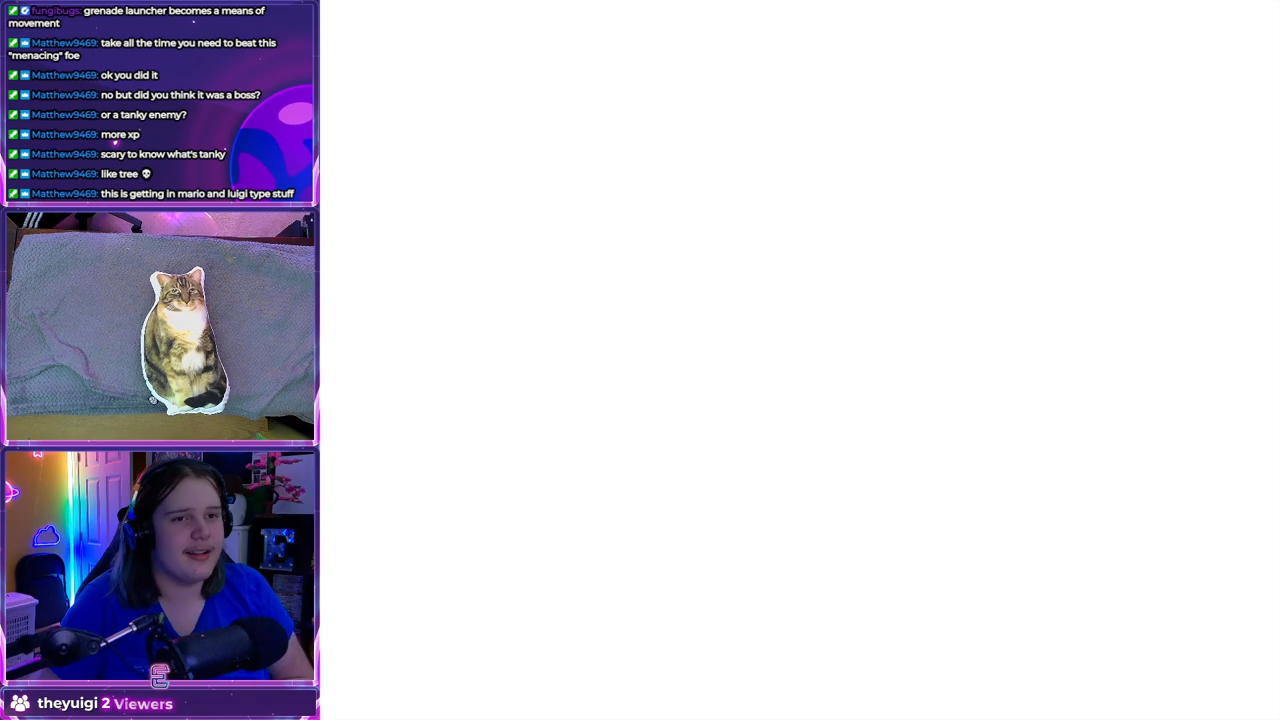 fungibugs: grenade launcher becomes a means of
movement
Matthew9469: take all the time you need to beat this
"menacing" foe
Matthew9469: ok you did it
Matthew9469: no but did you think it was a boss?
Matthew9469: or a tanky enemy?
Matthew9469: more xp
Matthew9469: scary to know what's tanky
Matthew9469: like tree 💀
Matthew9469: this is getting in mario and luigi type stuff
E
E
theyuigi 2 Viewers